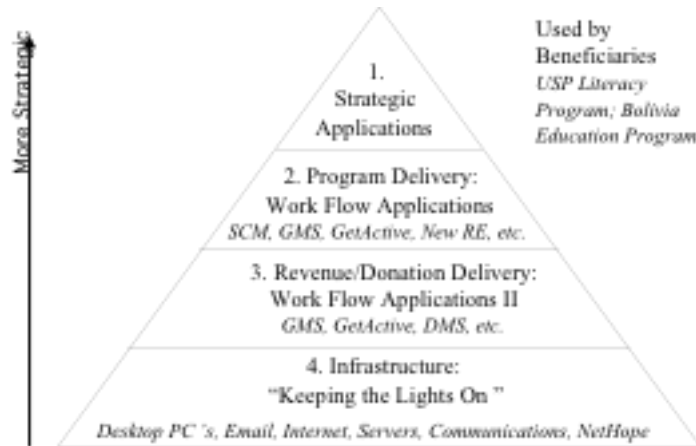 More Strategic
Used by
Beneficiaries
USP Literacy
Program; Bolivia
Education Program
1.
Strategic
Applications
2. Program Delivery:
Work Flow Applications
SCM, GMS, GetActive, New RE, etc.
3. Revenue/Donation Delivery:
Work Flow Applications II
GMS, GetActive, DMS, etc.
4. Infrastructure:
“Keeping the Lights On ”
Desktop PC ´s, Email, Internet, Servers, Communications, NetHope